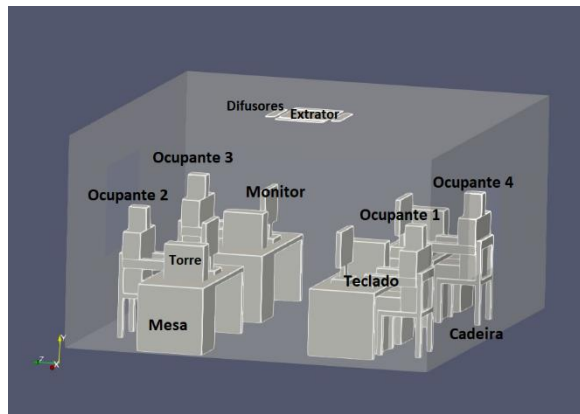 Difusores
Extrator
Ocupante 3
Ocupante 2
Monitor
Ocupante 4
Ocupante 1
Torre
Teclado
Mesa
Cadeira
Y
Z
X